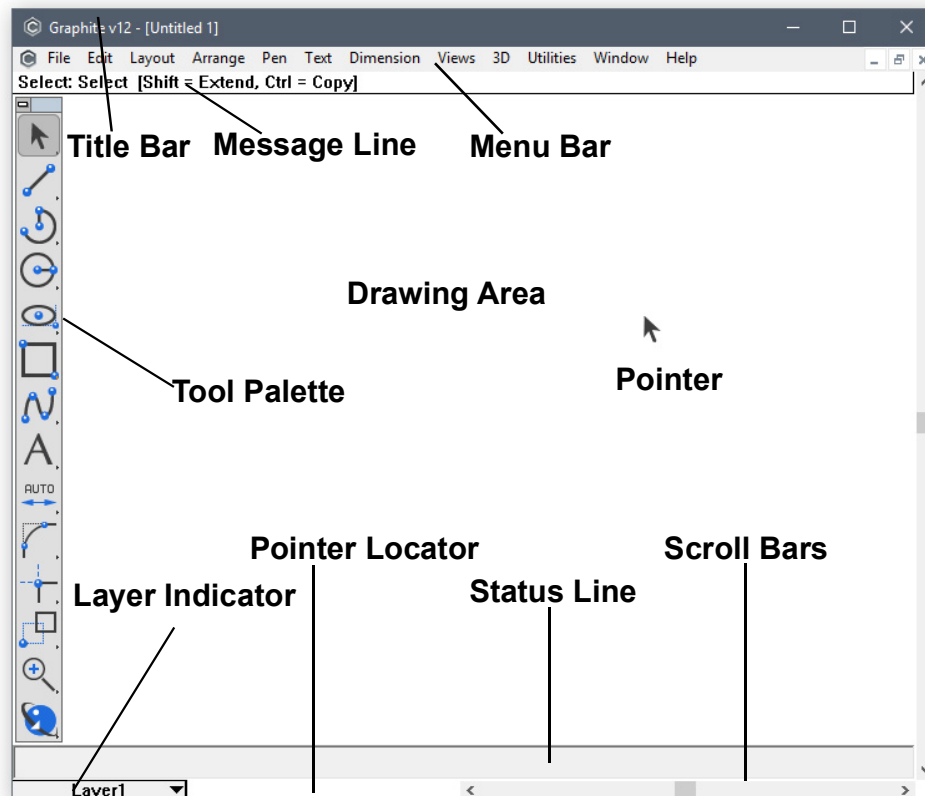 Graphite v12 - [Untitled 1]
File Edit Layout Arrange Pen Text Dimension Views 3D Utilities Window Help
Select: Select [Shift = Extend, Ctrl = Copy]
Title Bar Message Line Menu Bar
Drawing Area
Pointer
Tool Palette
A
AUTO
Pointer Locator Scroll Bars
Layer Indicator Status Line
Layer1